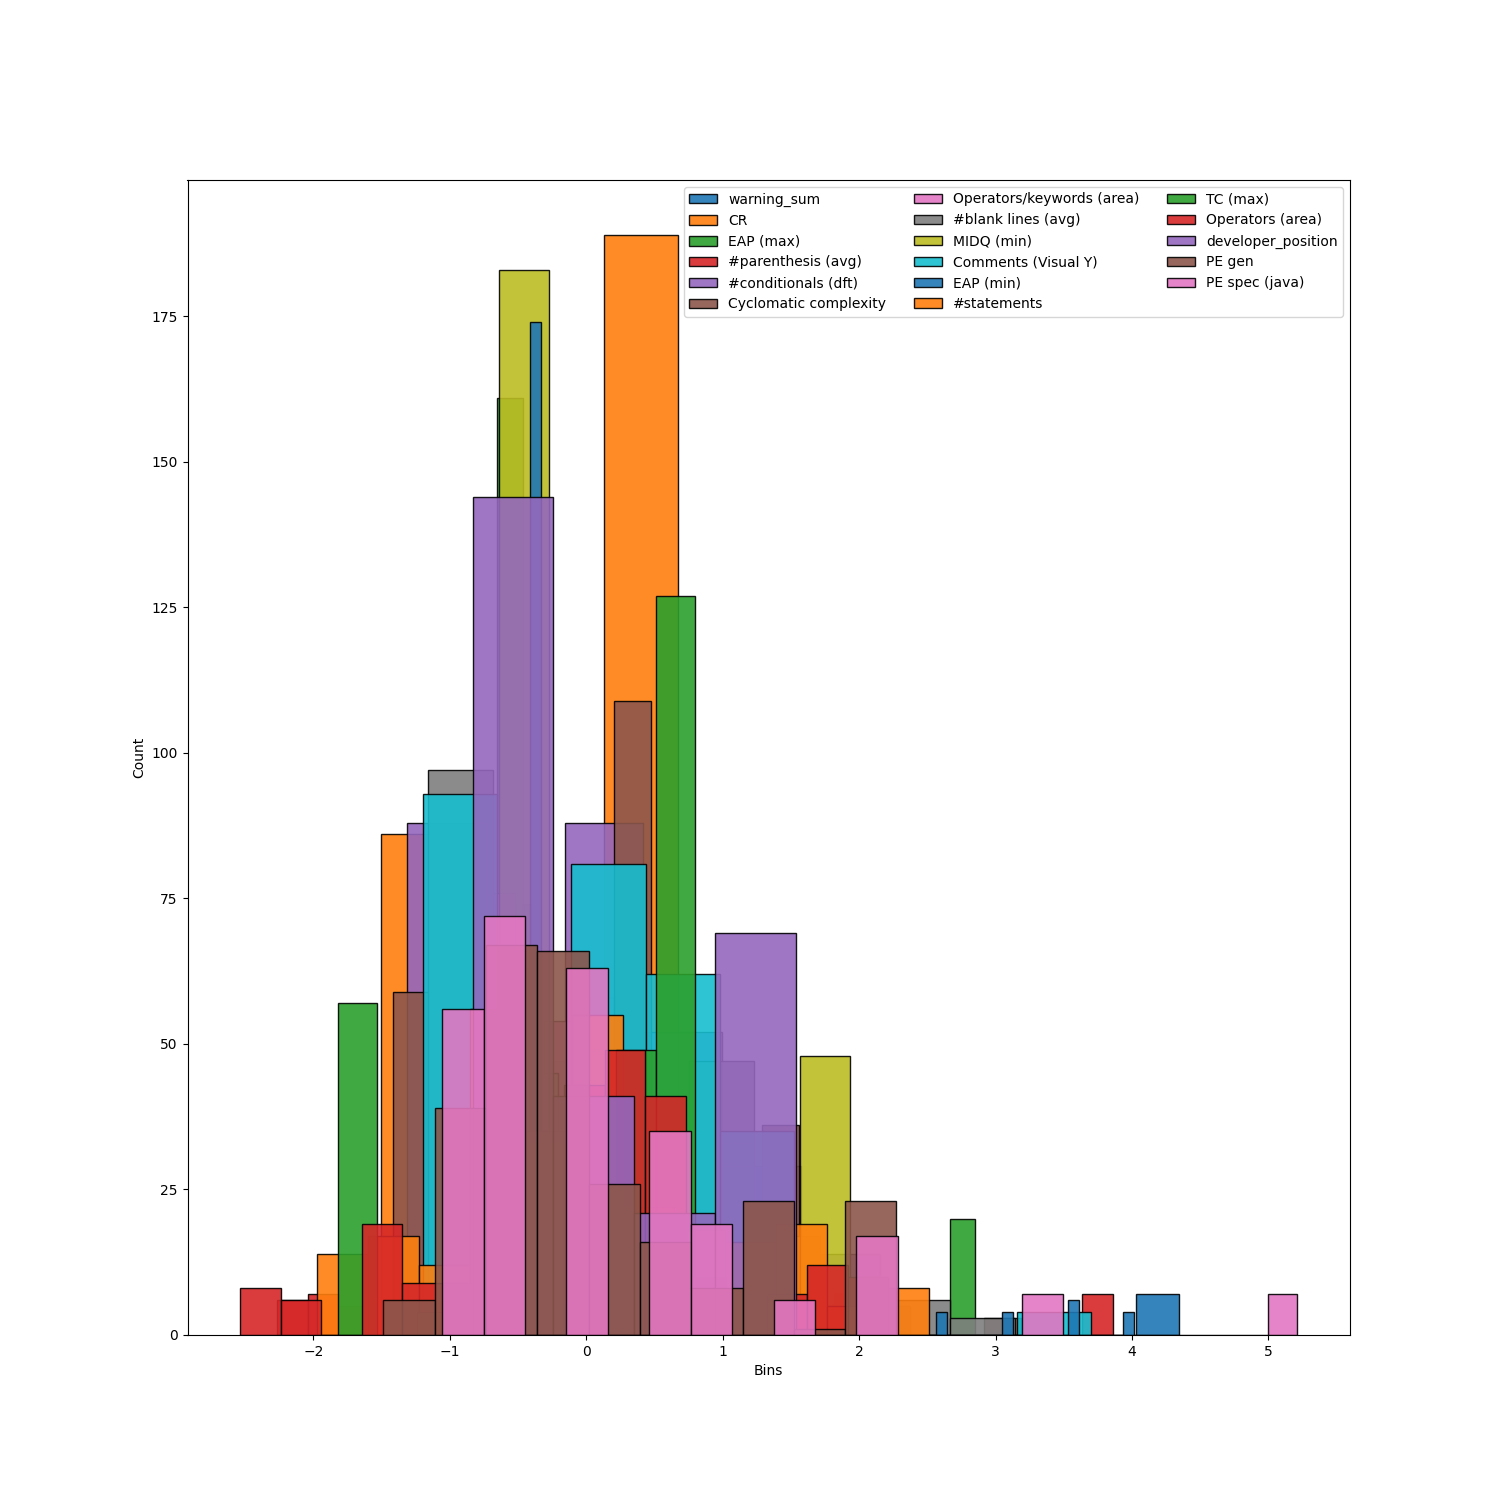 warning_sum
CR
EAP (max)
#parenthesis (avg)
#conditionals (dft)
Cyclomatic complexity
Operators/keywords (area)
#blank lines (avg)
MIDQ (min)
Comments (Visual Y)
EAP (min)
#statements
TC (max)
Operators (area)
developer_position
PE gen
PE spec (java)
175
150
125
100
75
50
25
0
Count
−2 −1 0 1 2 3 4 5
Bins